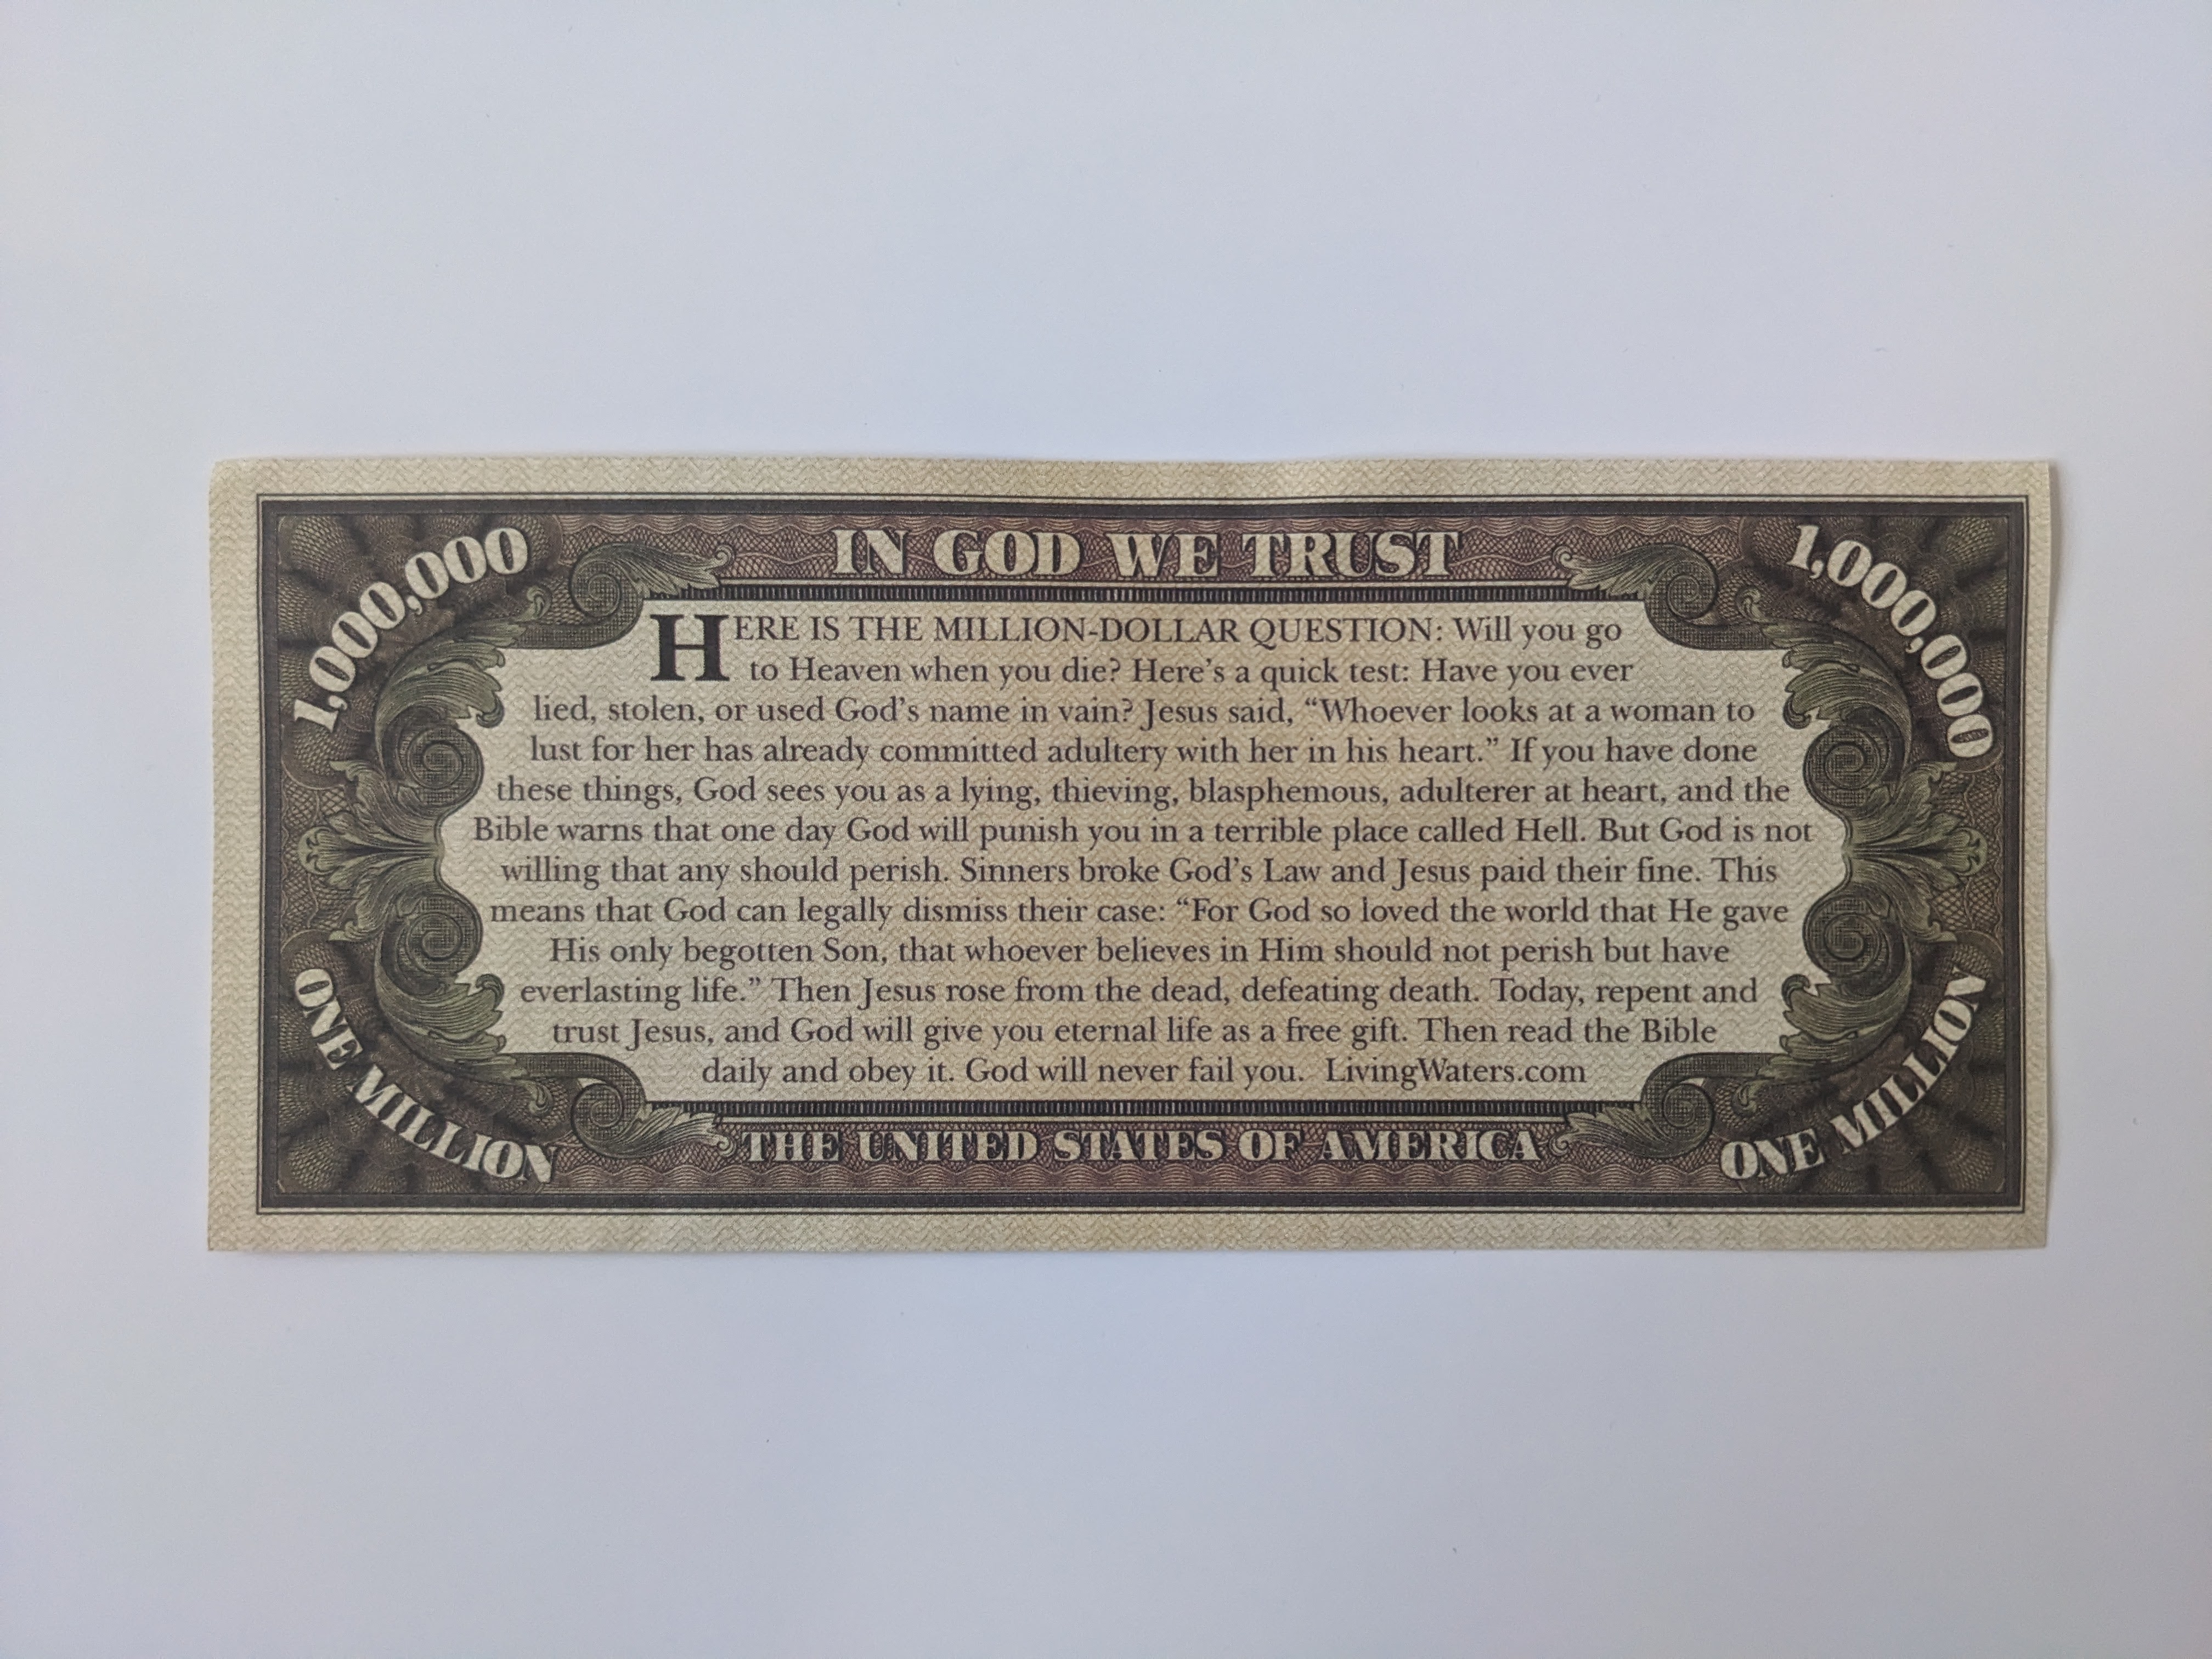 IN GOD WE TRUST
1,000,000
1,000,000
HERE IS THE MILLION-DOLLAR QUESTION: Will you go
to Heaven when you die? Here’s a quick test: Have you ever
lied, stolen, or used God’s name in vain? Jesus said, “Whoever looks at a woman to
lust for her has already committed adultery with her in his heart.” If you have done
these things, God sees you as a lying, thieving, blasphemous, adulterer at heart, and the
Bible warns that one day God will punish you in a terrible place called Hell. But God is not
willing that any should perish. Sinners broke God’s Law and Jesus paid their fine. This
means that God can legally dismiss their case: “For God so loved the world that He gave
His only begotten Son, that whoever believes in Him should not perish but have
everlasting life.” Then Jesus rose from the dead, defeating death. Today, repent and
trust Jesus, and God will give you eternal life as a free gift. Then read the Bible
daily and obey it. God will never fail you. LivingWaters.com
ONE MILLION
ONE MILLION
THE UNITED STATES OF AMERICA